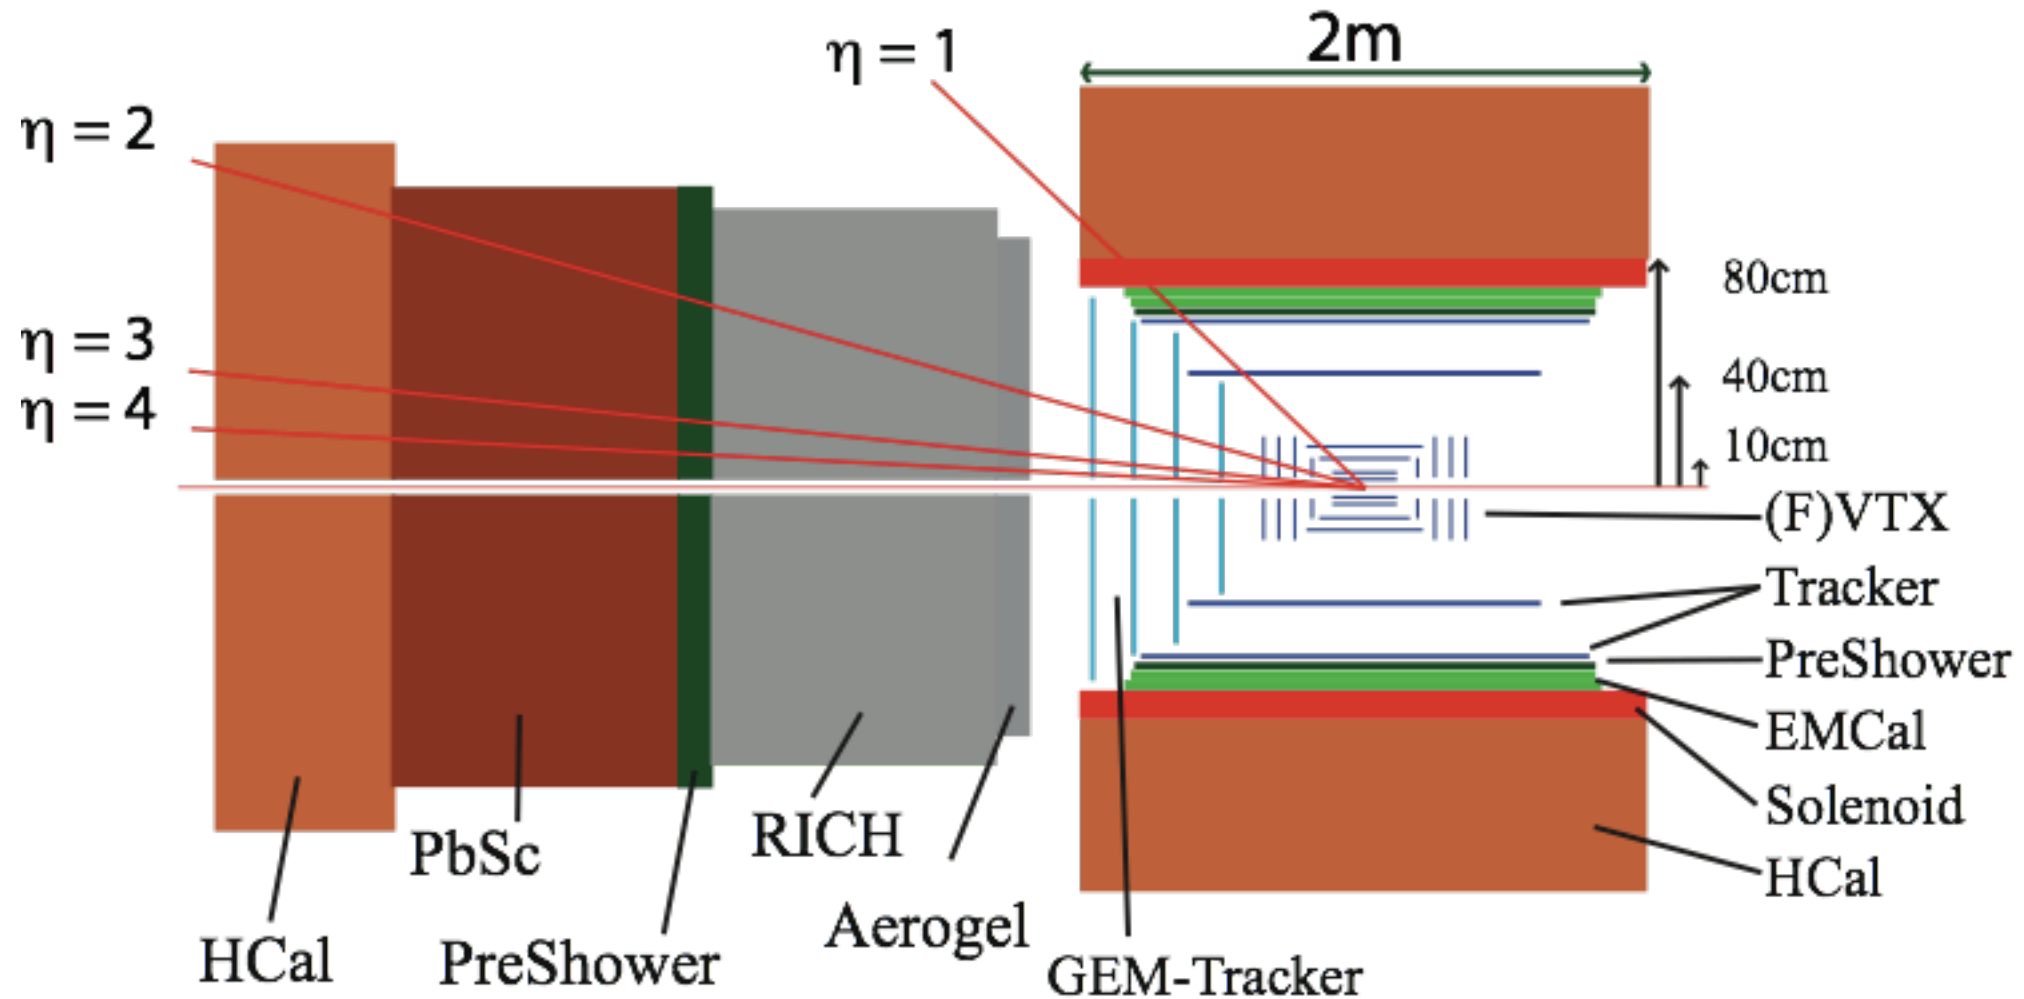 2m
η = 1
η = 2
80cm
η = 3
40cm
η = 4
10cm
(F)VTX
Tracker
PreShower
EMCal
Solenoid
HCal
PbSc
RICH
Aerogel
HCal
PreShower
GEM-Tracker